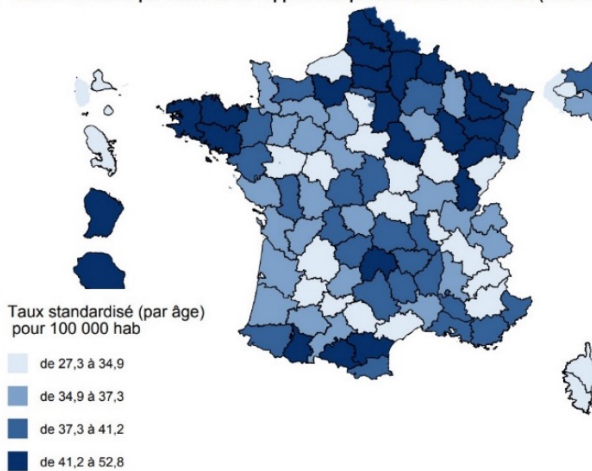 Taux standardisé (par âge)
pour 100 000 hab
de 27,3 à 34,9
de 34,9 à 37,3
de 37,3 à 41,2
de 41,2 à 52,8